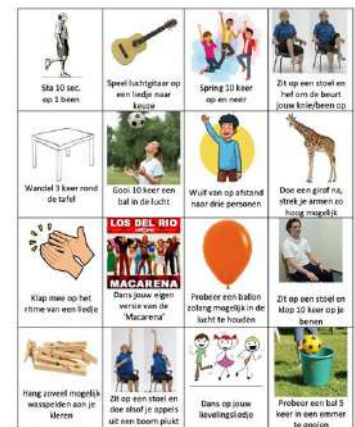 Sta 10 sec.
op 1 been
Speel luchtgitaar op
een liedje naar
keuze
Spring 10 keer
op en neer
Zit op een stoel en
hef om de beurt
jouw knie/been op
Wandel 3 keer rond
de tafel
Gooi 10 keer een
bal in de lucht
Wuif van op afstand
naar drie personen
Doe een giraf na,
strek je armen zo
hoog mogelijk
Klap mee op het
ritme van een liedje
LOS DEL RIO
MACARENA
Dans jouw eigen
versie van de
'Macarena'
Probeer een ballon
zolang mogelijk in de
lucht te houden
Zit op een stoel en
klop 10 keer op je
benen
Hang zoveel mogelijk
wasspelden aan je
kleren
Zit op een stoel en
doe alsof je appels
uit een boom plukt
Dans op jouw
lievelingsliedje
Probeer een bal 5
keer in een emmer
te gooien